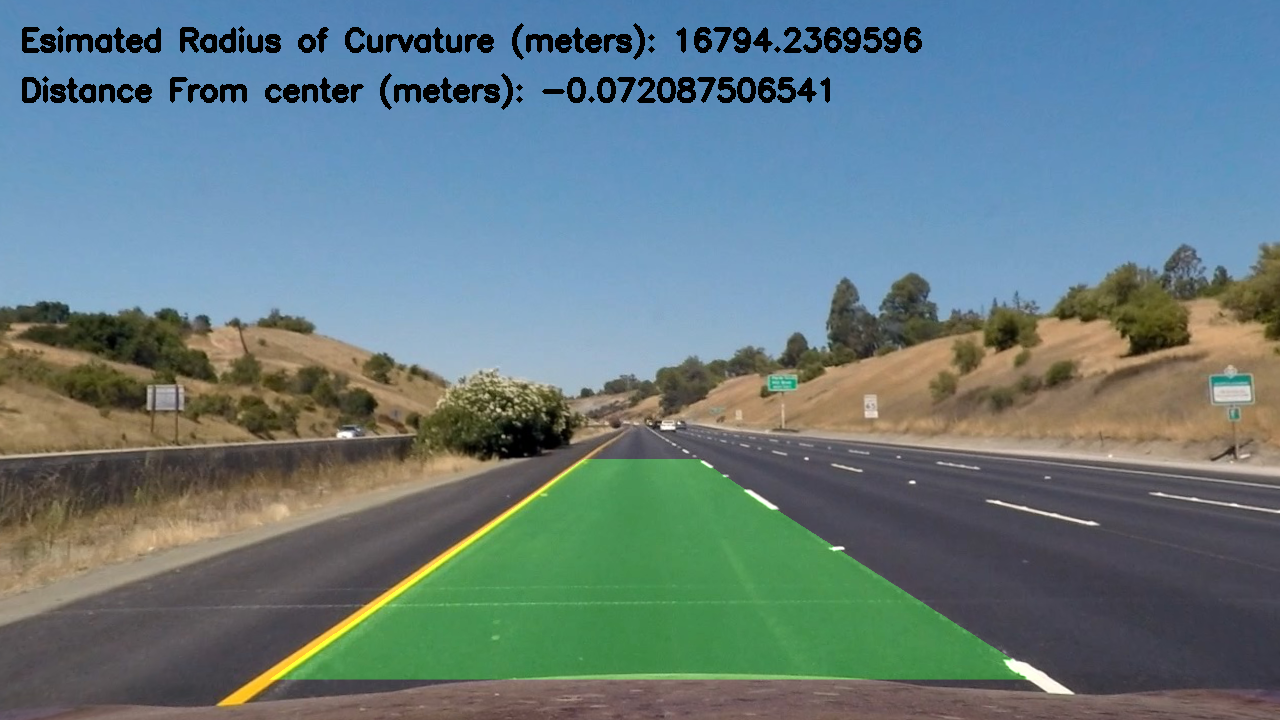 Esimated Radius of Curvature (meters): 16794.2369596
Distance From center (meters): -0.072087506541